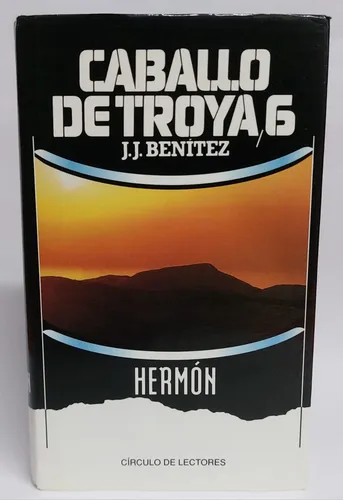 CABALLO
DE TROYA/6
J.J. BENÍTEZ
HERMÓN
CÍRCULO DE LECTORES